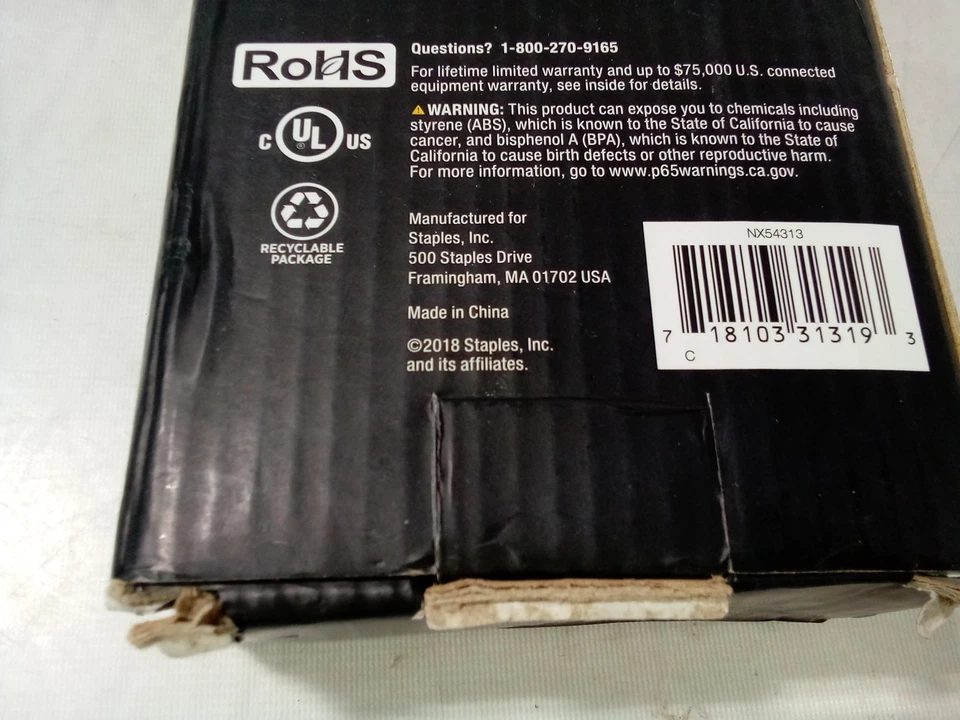 RoHS
C UL ® US
RECYCLABLE
PACKAGE
Questions? 1-800-270-9165
For lifetime limited warranty and up to $75,000 U.S. connected
equipment warranty, see inside for details.
WARNING: This product can expose you to chemicals including
styrene (ABS), which is known to the State of California to cause
cancer, and bisphenol A (BPA), which is known to the State of
California to cause birth defects or other reproductive harm.
For more information, go to www.p65warnings.ca.gov.
Manufactured for
Staples, Inc.
500 Staples Drive
Framingham, MA 01702 USA
Made in China
©2018 Staples, Inc.
and its affiliates.
NX54313
7 18103 31319 3
C